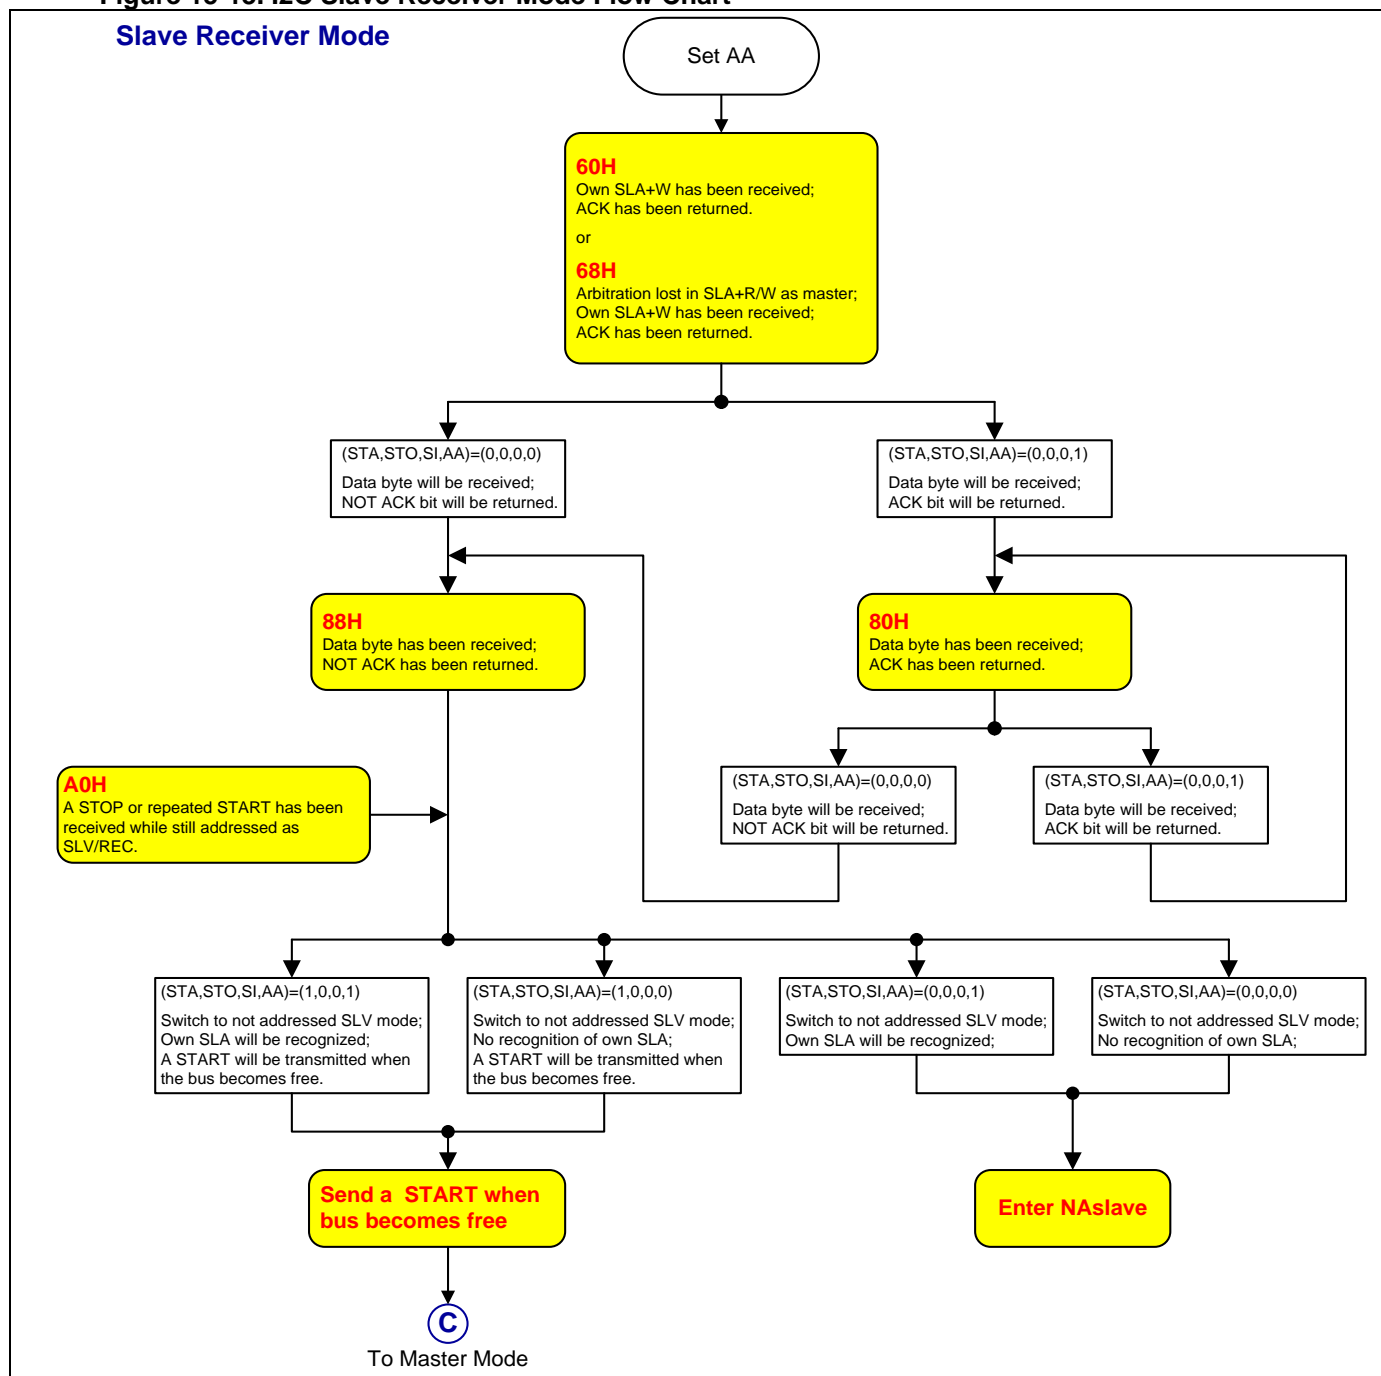 Figure 18-13. I2C Slave Receiver Mode Flow Chart
Slave Receiver Mode
Set AA
60H
Own SLA+W has been received;
ACK has been returned.
or
68H
Arbitration lost in SLA+R/W as master;
Own SLA+W has been received;
ACK has been returned.
(STA,STO,SI,AA)=(0,0,0,0)
Data byte will be received;
NOT ACK bit will be returned.
(STA,STO,SI,AA)=(0,0,0,1)
Data byte will be received;
ACK bit will be returned.
88H
Data byte has been received;
NOT ACK has been returned.
80H
Data byte has been received;
ACK has been returned.
A0H
A STOP or repeated START has been
received while still addressed as
SLV/REC.
(STA,STO,SI,AA)=(0,0,0,0)
Data byte will be received;
NOT ACK bit will be returned.
(STA,STO,SI,AA)=(0,0,0,1)
Data byte will be received;
ACK bit will be returned.
(STA,STO,SI,AA)=(1,0,0,1)
Switch to not addressed SLV mode;
Own SLA will be recognized;
A START will be transmitted when
the bus becomes free.
(STA,STO,SI,AA)=(1,0,0,0)
Switch to not addressed SLV mode;
No recognition of own SLA;
A START will be transmitted when
the bus becomes free.
(STA,STO,SI,AA)=(0,0,0,1)
Switch to not addressed SLV mode;
Own SLA will be recognized;
(STA,STO,SI,AA)=(0,0,0,0)
Switch to not addressed SLV mode;
No recognition of own SLA;
Send a START when
bus becomes free
Enter NAslave
C
To Master Mode